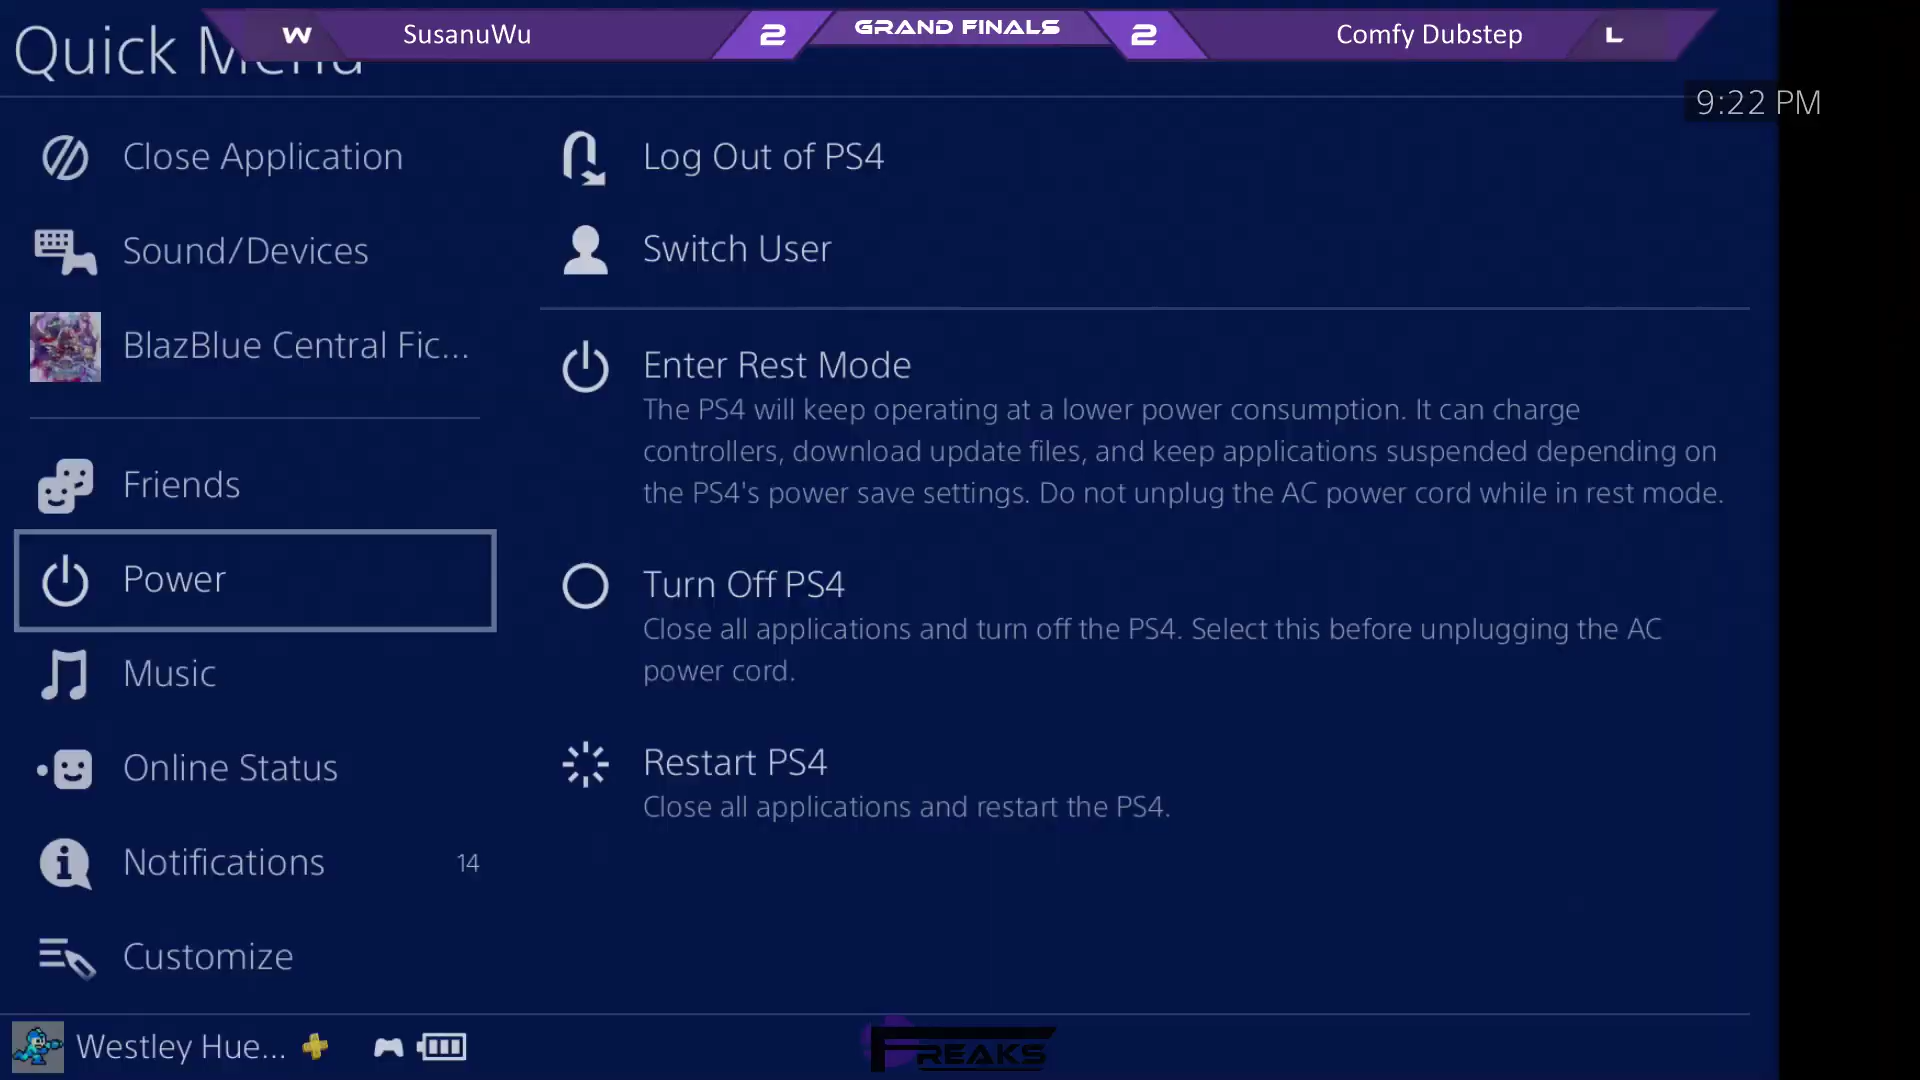 W SusanuWu 2 GRAND FINALS 2 Comfy Dubstep L
Quick Menu
9:22 PM
Close Application
Sound/Devices
BlazBlue Central Fic...
Friends
Power
Music
Online Status
Notifications 14
Customize
Log Out of PS4
Switch User
Enter Rest Mode
The PS4 will keep operating at a lower power consumption. It can charge
controllers, download update files, and keep applications suspended depending on
the PS4's power save settings. Do not unplug the AC power cord while in rest mode.
Turn Off PS4
Close all applications and turn off the PS4. Select this before unplugging the AC
power cord.
Restart PS4
Close all applications and restart the PS4.
Westley Hue...
FREAKS